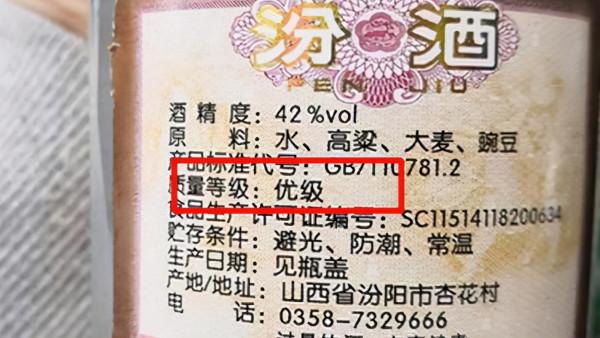 汾酒
FEN JIU
酒精度：42%vol
原料：水、高粱、大麦、豌豆
产品标准代号：GB/T10781.2
质量等级：优级
食品生产许可证编号：SC11514118200634
贮存条件：避光、防潮、常温
生产日期：见瓶盖
产地/地址：山西省汾阳市杏花村
电话：0358-7329666